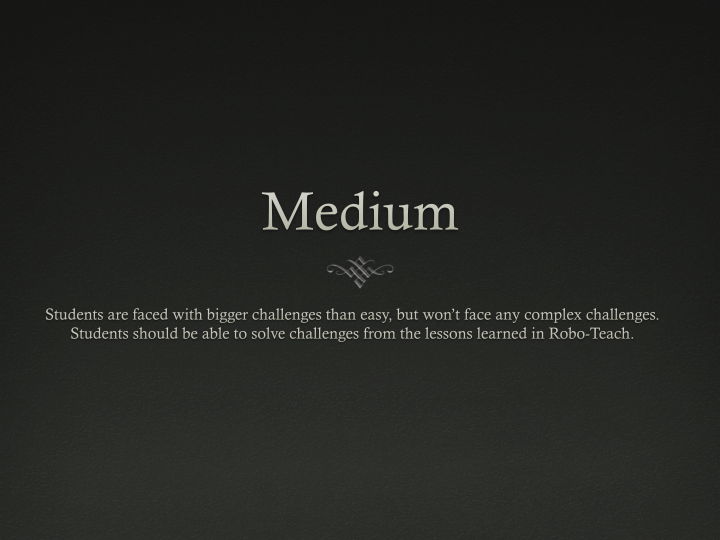 Medium
Students are faced with bigger challenges than easy, but won’t face any complex challenges.
Students should be able to solve challenges from the lessons learned in Robo-Teach.